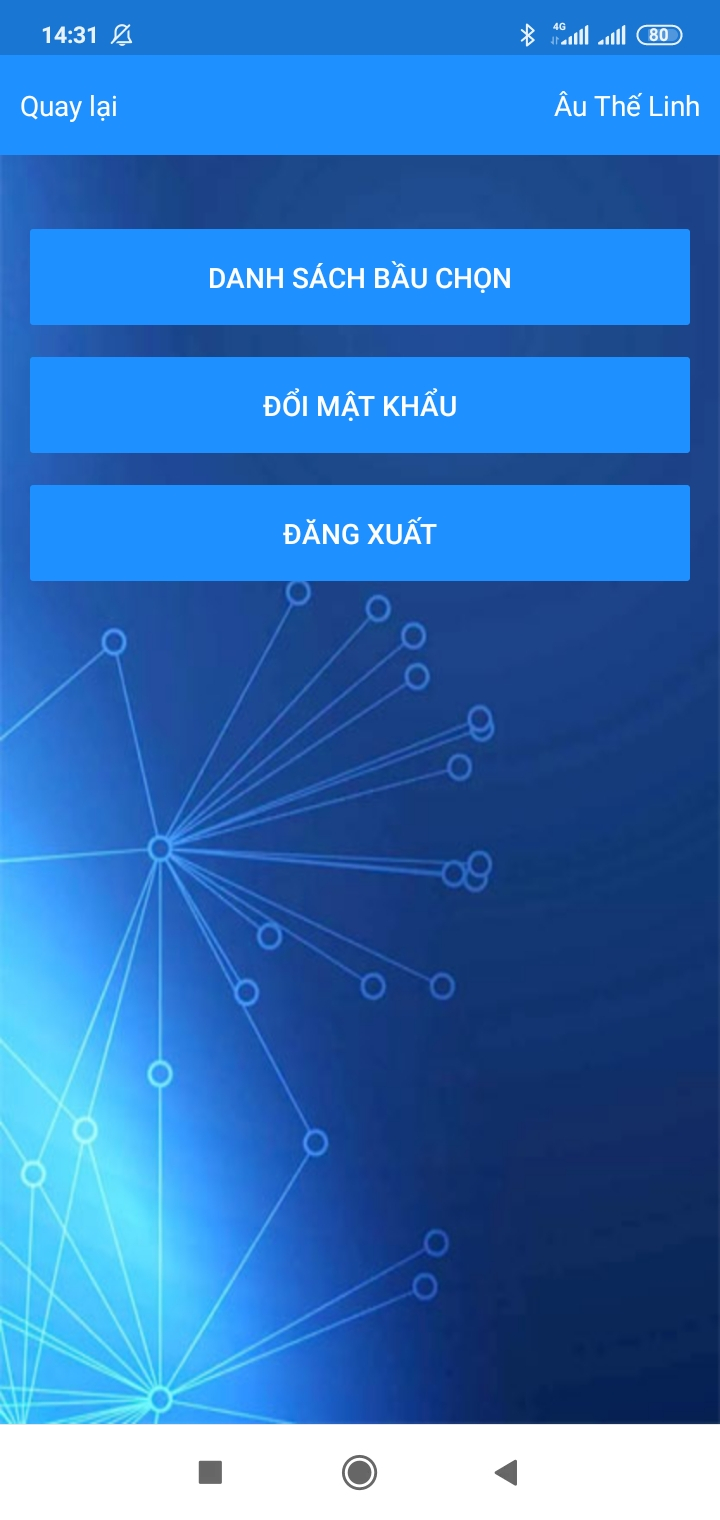 14:31
4G
80
Quay lại
Âu Thế Linh
DANH SÁCH BẦU CHỌN
ĐỔI MẬT KHẨU
ĐĂNG XUẤT